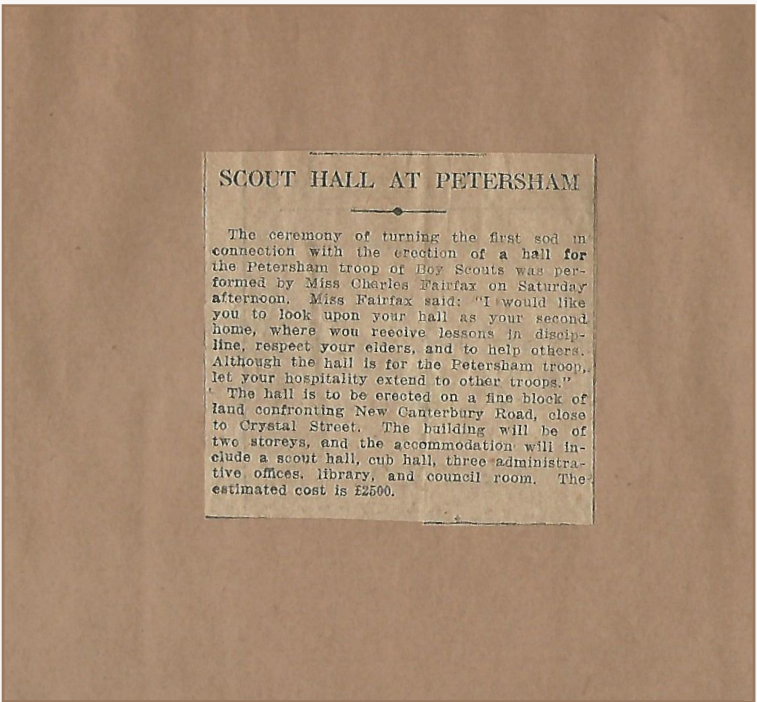 SCOUT HALL AT PETERSHAM
The ceremony of turning the first sod in
connection with the erection of a hall for
the Petersham troop of Boy Scouts was per-
formed by Miss Charles Fairfax on Saturday
afternoon. Miss Fairfax said: "I would like
you to look upon your hall as your second
home, where wou receive lessons in discip-
line, respect your elders, and to help others.
Although the hall is for the Petersham troop,
let your hospitality extend to other troops."
The hall is to be erected on a fine block of
land confronting New Canterbury Road, close
to Crystal Street. The building will be of
two storeys, and the accommodation will in-
clude a scout hall, cub hall, three administra-
tive offices, library, and council room. The
estimated cost is £2500.